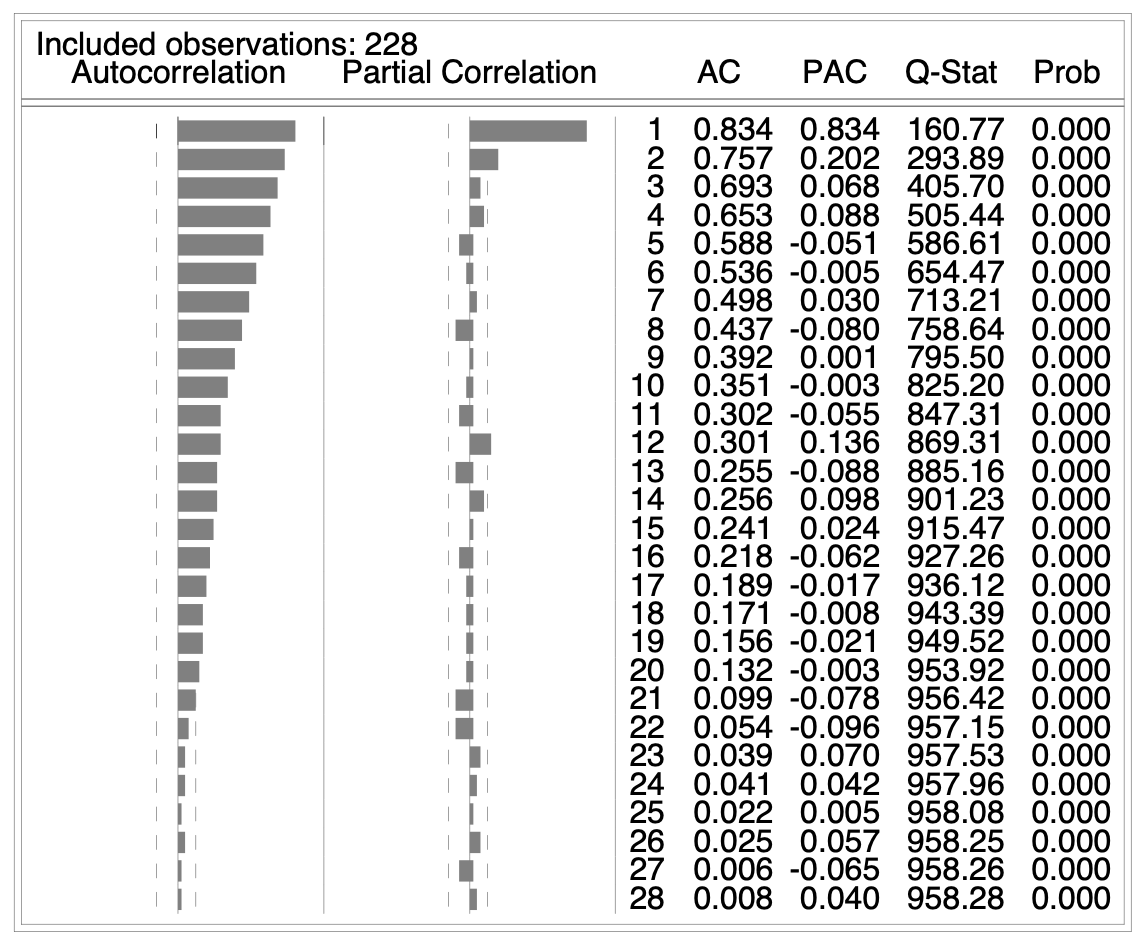 Included observations: 228
Autocorrelation Partial Correlation AC PAC Q-Stat Prob
1 0.834 0.834 160.77 0.000
2 0.757 0.202 293.89 0.000
3 0.693 0.068 405.70 0.000
4 0.653 0.088 505.44 0.000
5 0.588 -0.051 586.61 0.000
6 0.536 -0.005 654.47 0.000
7 0.498 0.030 713.21 0.000
8 0.437 -0.080 758.64 0.000
9 0.392 0.001 795.50 0.000
10 0.351 -0.003 825.20 0.000
11 0.302 -0.055 847.31 0.000
12 0.301 0.136 869.31 0.000
13 0.255 -0.088 885.16 0.000
14 0.256 0.098 901.23 0.000
15 0.241 0.024 915.47 0.000
16 0.218 -0.062 927.26 0.000
17 0.189 -0.017 936.12 0.000
18 0.171 -0.008 943.39 0.000
19 0.156 -0.021 949.52 0.000
20 0.132 -0.003 953.92 0.000
21 0.099 -0.078 956.42 0.000
22 0.054 -0.096 957.15 0.000
23 0.039 0.070 957.53 0.000
24 0.041 0.042 957.96 0.000
25 0.022 0.005 958.08 0.000
26 0.025 0.057 958.25 0.000
27 0.006 -0.065 958.26 0.000
28 0.008 0.040 958.28 0.000